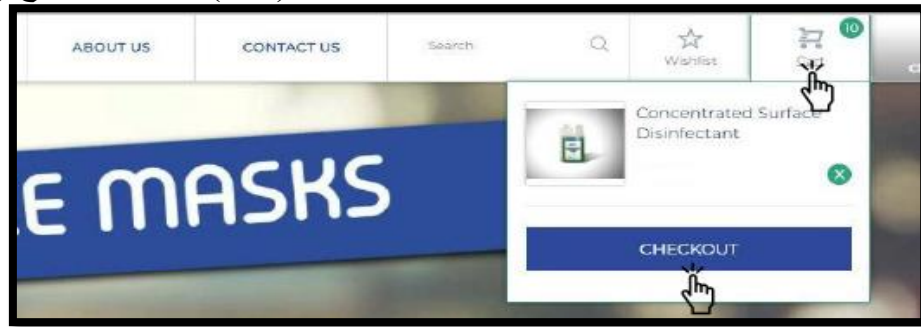 ABOUT US
CONTACT US
Search
Wishlist
10
Concentrated Surface
Disinfectant
X
E MASKS
CHECKOUT